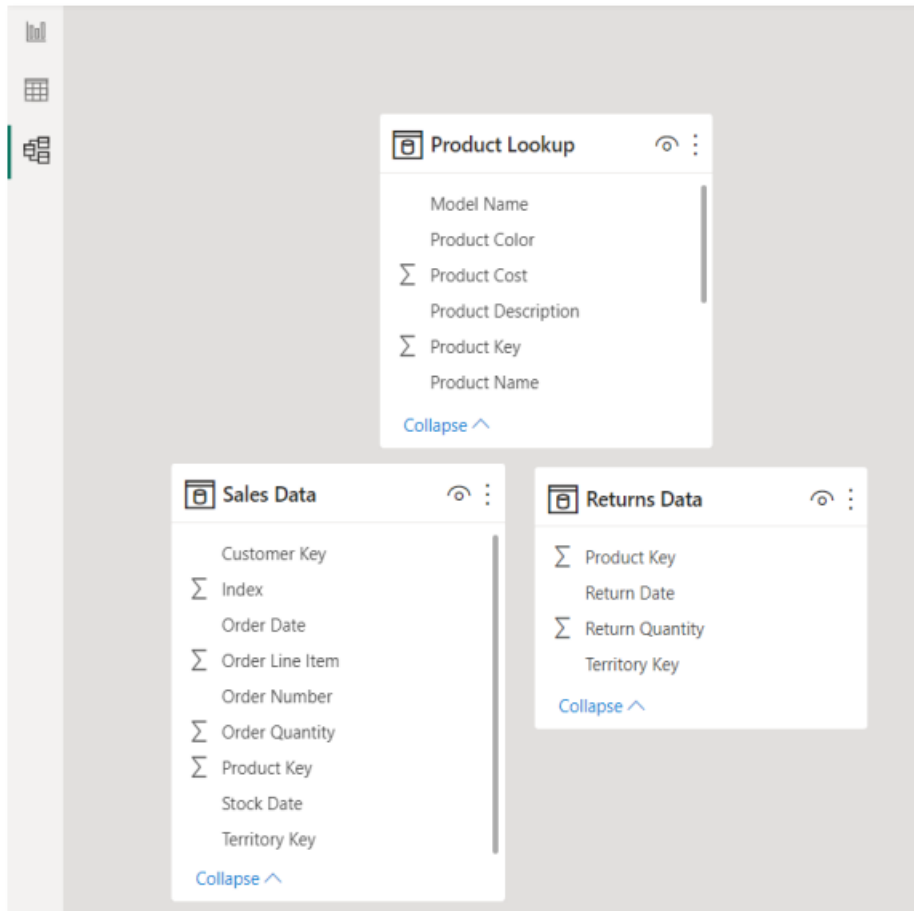 Product Lookup
Model Name
Product Color
Σ Product Cost
Product Description
Σ Product Key
Product Name
Collapse
Sales Data
Customer Key
Σ Index
Order Date
Σ Order Line Item
Order Number
Σ Order Quantity
Σ Product Key
Stock Date
Territory Key
Collapse
Returns Data
Σ Product Key
Return Date
Σ Return Quantity
Territory Key
Collapse